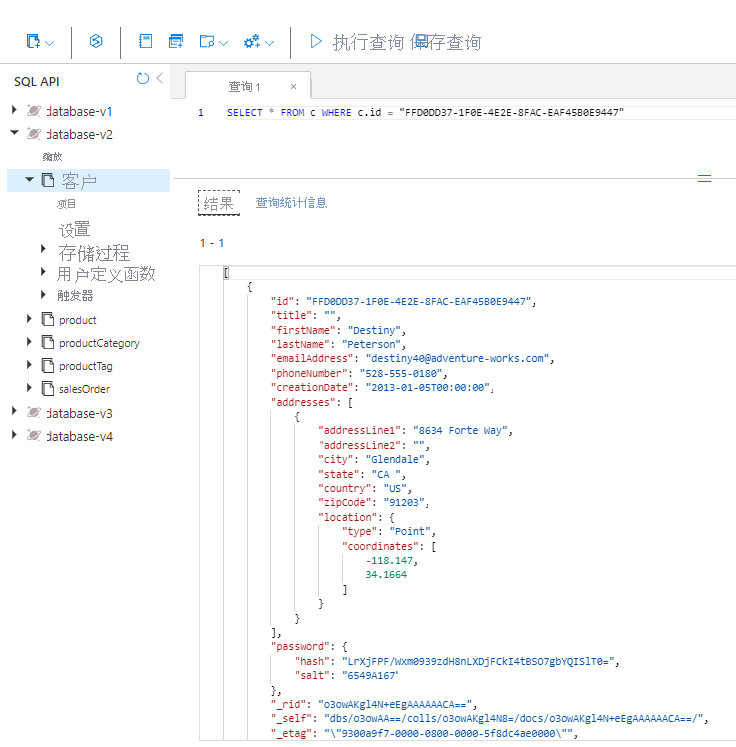 执行查询 保存查询
SQL API
database-v1
database-v2
缩放
客户
项目
设置
存储过程
用户定义函数
触发器
product
productCategory
productTag
salesOrder
database-v3
database-v4
查询 1 ×
1 SELECT * FROM c WHERE c.id = "FFD0DD37-1F0E-4E2E-8FAC-EAF45B0E9447"
结果 查询统计信息
1 - 1
[
{
"id": "FFD0DD37-1F0E-4E2E-8FAC-EAF45B0E9447",
"title": "",
"firstName": "Destiny",
"lastName": "Peterson",
"emailAddress": "destiny40@adventure-works.com",
"phoneNumber": "528-555-0180",
"creationDate": "2013-01-05T00:00:00",
"addresses": [
{
"addressLine1": "8634 Forte Way",
"addressLine2": "",
"city": "Glendale",
"state": "CA ",
"country": "US",
"zipCode": "91203",
"location": {
"type": "Point",
"coordinates": [
-118.147,
34.1664
]
}
}
],
"password": {
"hash": "LrXjFPF/Wxm0939zdH8nLXDjFCkI4tBSO7gbYQISlT0=",
"salt": "6549A167"
},
"_rid": "o3owAKgl4N+eEgAAAAAACA==",
"_self": "dbs/o3owAA==/colls/o3owAKgl4N8=/docs/o3owAKgl4N+eEgAAAAAACA==/",
"_etag": "\"9300a9f7-0000-0800-0000-5f8dc4ae0000\"",